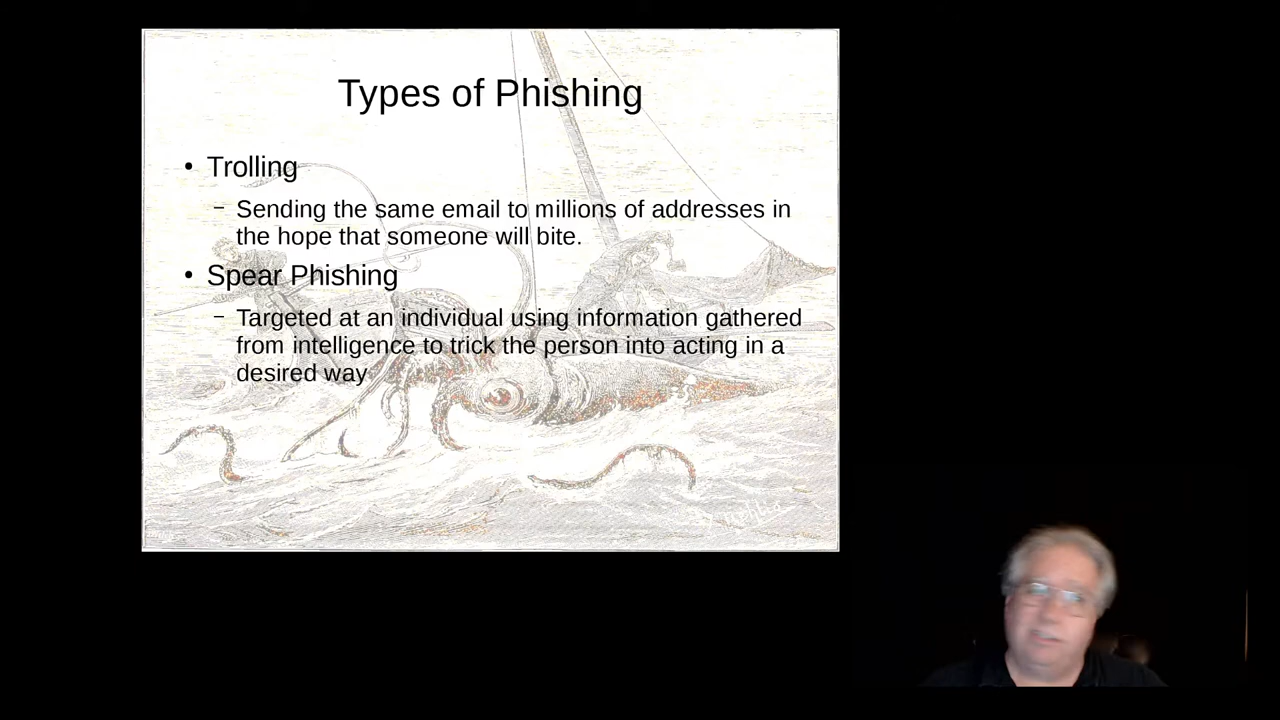 Types of Phishing
• Trolling
– Sending the same email to millions of addresses in
the hope that someone will bite.
• Spear Phishing
– Targeted at an individual using information gathered
from intelligence to trick the person into acting in a
desired way